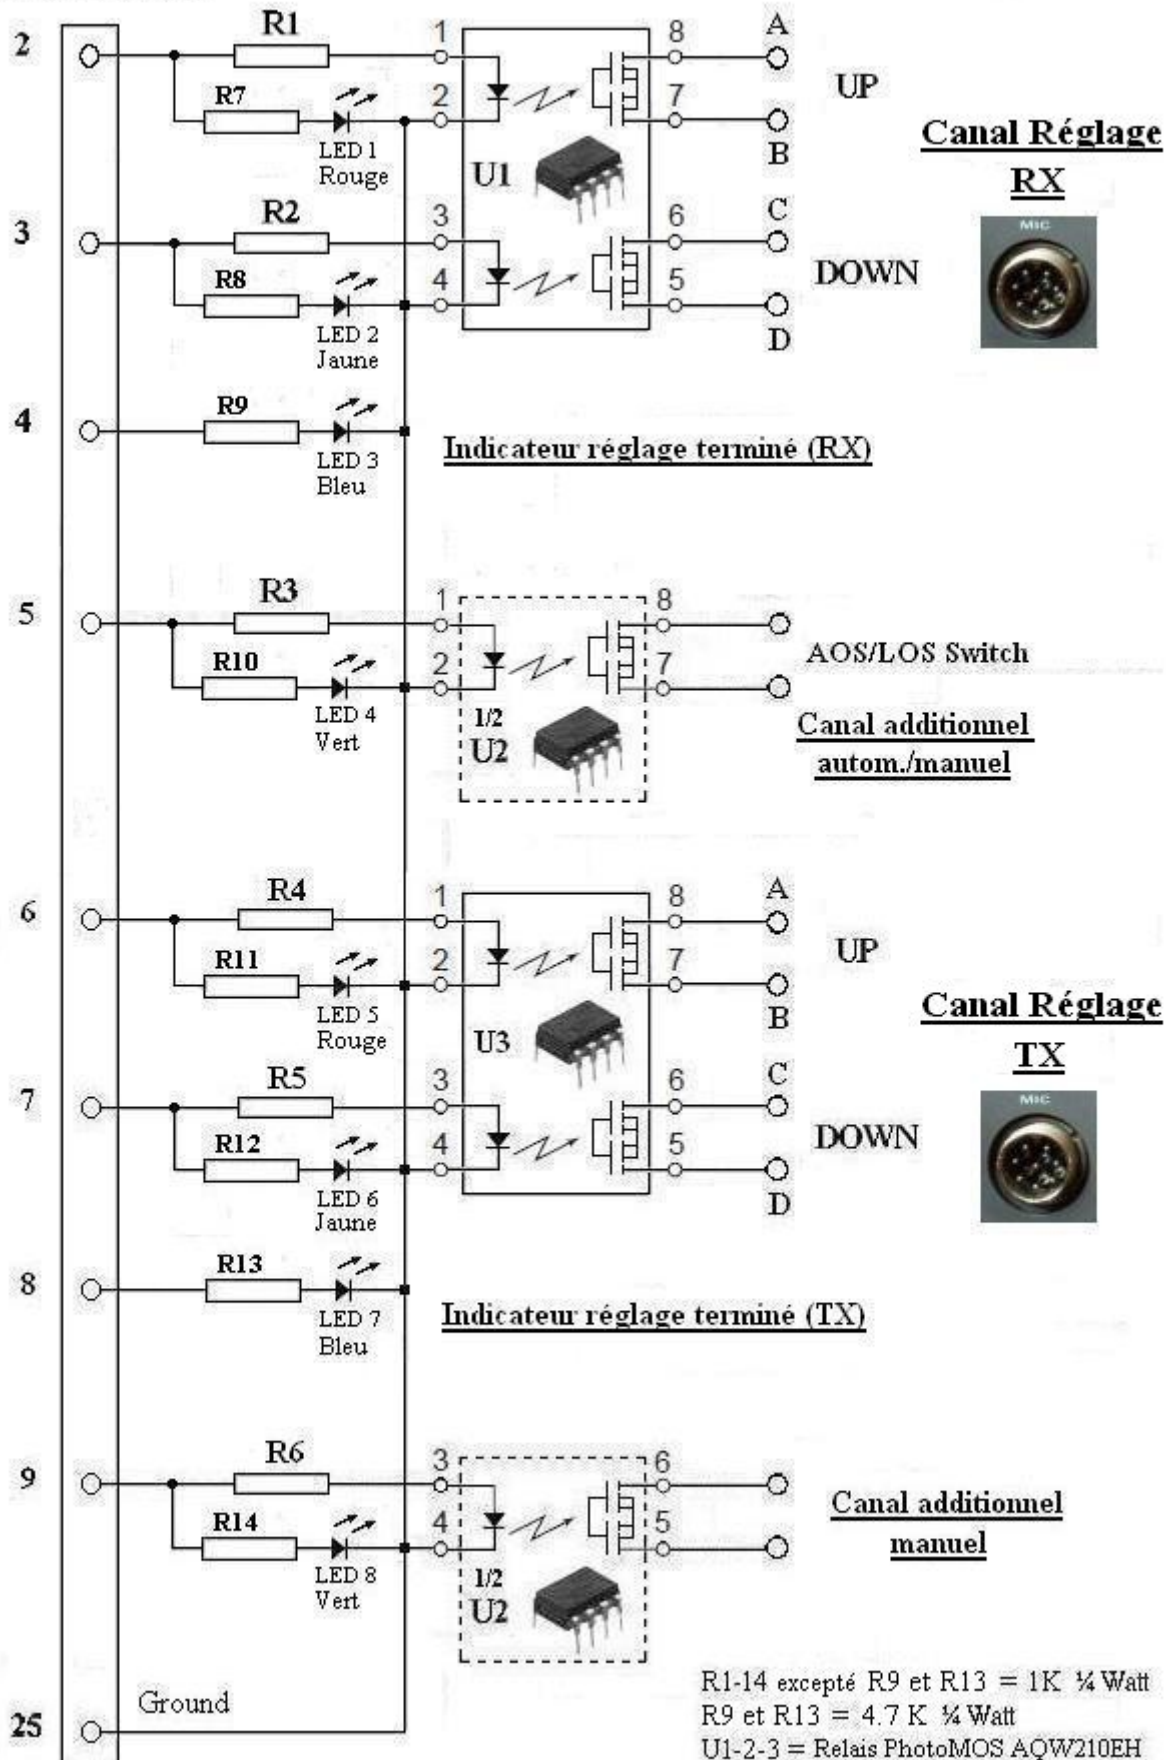 2
R1
1
8
A
R7
2
7
UP
LED 1
Rouge
U1
B
Canal Réglage
RX
MIC
3
R2
3
6
C
R8
4
5
DOWN
LED 2
Jaune
D
4
R9
LED 3
Bleu
Indicateur réglage terminé (RX)
5
R3
1
8
R10
2
7
AOS/LOS Switch
LED 4
Vert
1/2
U2
Canal additionnel
autom./manuel
6
R4
1
8
A
R11
2
7
UP
LED 5
Rouge
U3
B
Canal Réglage
TX
MIC
7
R5
3
6
C
R12
4
5
DOWN
LED 6
Jaune
D
8
R13
LED 7
Bleu
Indicateur réglage terminé (TX)
9
R6
3
6
R14
4
5
Canal additionnel
manuel
LED 8
Vert
1/2
U2
Ground
25
R1-14 excepté R9 et R13 = 1K ¼ Watt
R9 et R13 = 4.7 K ¼ Watt
U1-2-3 = Relais PhotoMOS AQW210EH